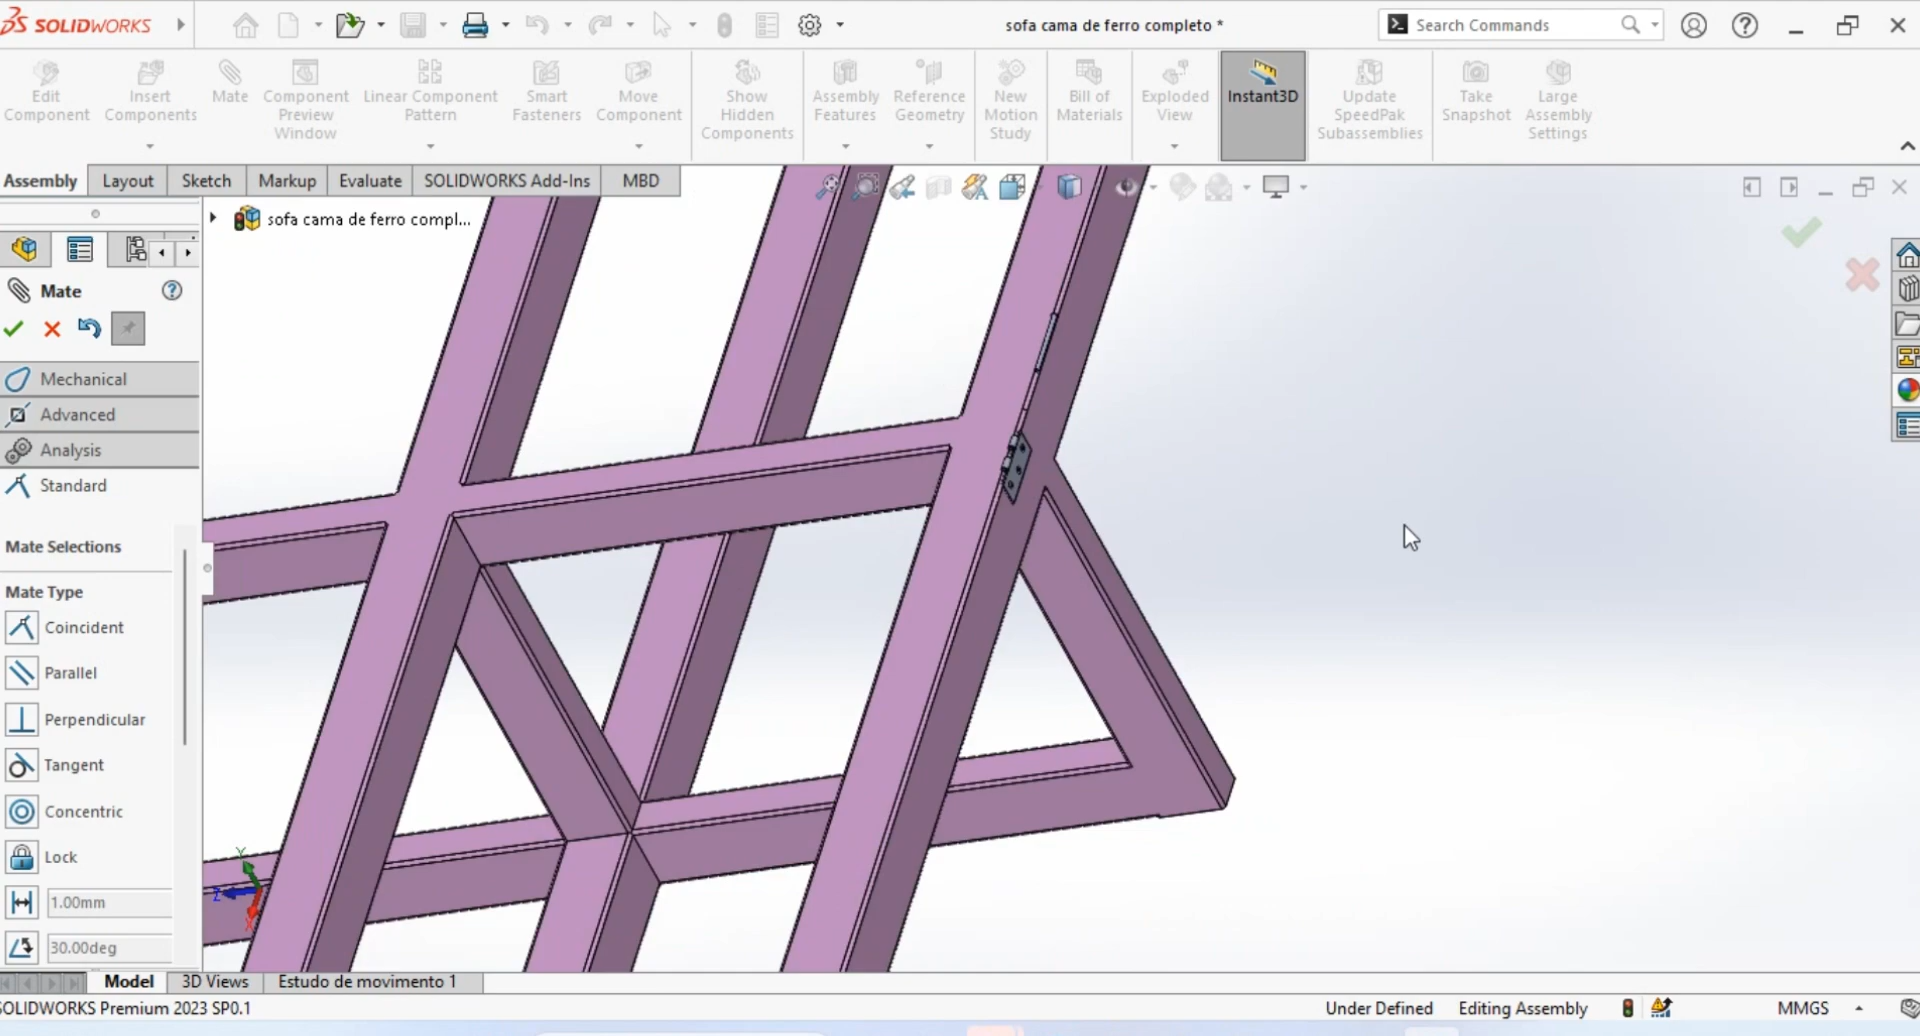 SOLIDWORKS
sofa cama de ferro completo *
Search Commands
Edit Component
Insert Components
Mate
Component Preview Window
Linear Component Pattern
Smart Fasteners
Move Component
Show Hidden Components
Assembly Features
Reference Geometry
New Motion Study
Bill of Materials
Exploded View
Instant3D
Update SpeedPak Subassemblies
Take Snapshot
Large Assembly Settings
Assembly
Layout
Sketch
Markup
Evaluate
SOLIDWORKS Add-Ins
MBD
sofa cama de ferro compl...
Mate
Mechanical
Advanced
Analysis
Standard
Mate Selections
Mate Type
Coincident
Parallel
Perpendicular
Tangent
Concentric
Lock
1.00mm
30.00deg
Y
Z
X
Model
3D Views
Estudo de movimento 1
SOLIDWORKS Premium 2023 SP0.1
Under Defined
Editing Assembly
MMGS